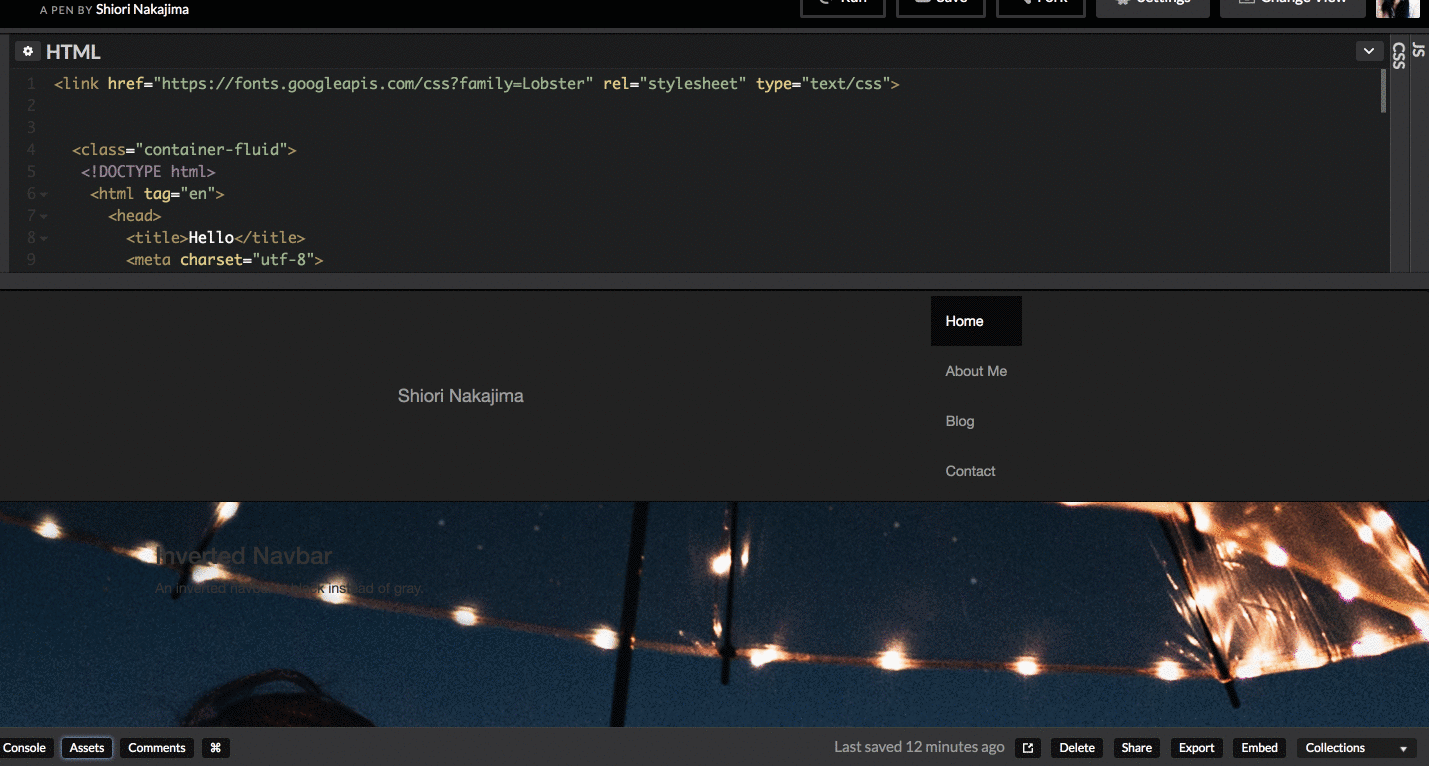 A PEN BY Shiori Nakajima
Run Save Fork Settings Change View
HTML
CSS
JS
1 <link href="https://fonts.googleapis.com/css?family=Lobster" rel="stylesheet" type="text/css">
2
3
4 <class="container-fluid">
5 <!DOCTYPE html>
6 <html tag="en">
7 <head>
8 <title>Hello</title>
9 <meta charset="utf-8">
Home
About Me
Shiori Nakajima
Blog
Contact
Inverted Navbar
An inverted navbar is black instead of gray.
Console Assets Comments ⌘ Last saved 12 minutes ago Delete Share Export Embed Collections